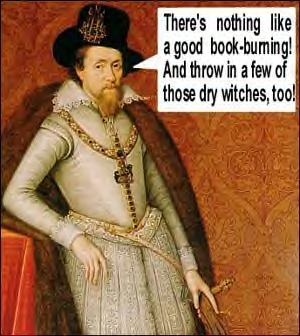 There's nothing like
a good book-burning!
And throw in a few of
those dry witches, too!